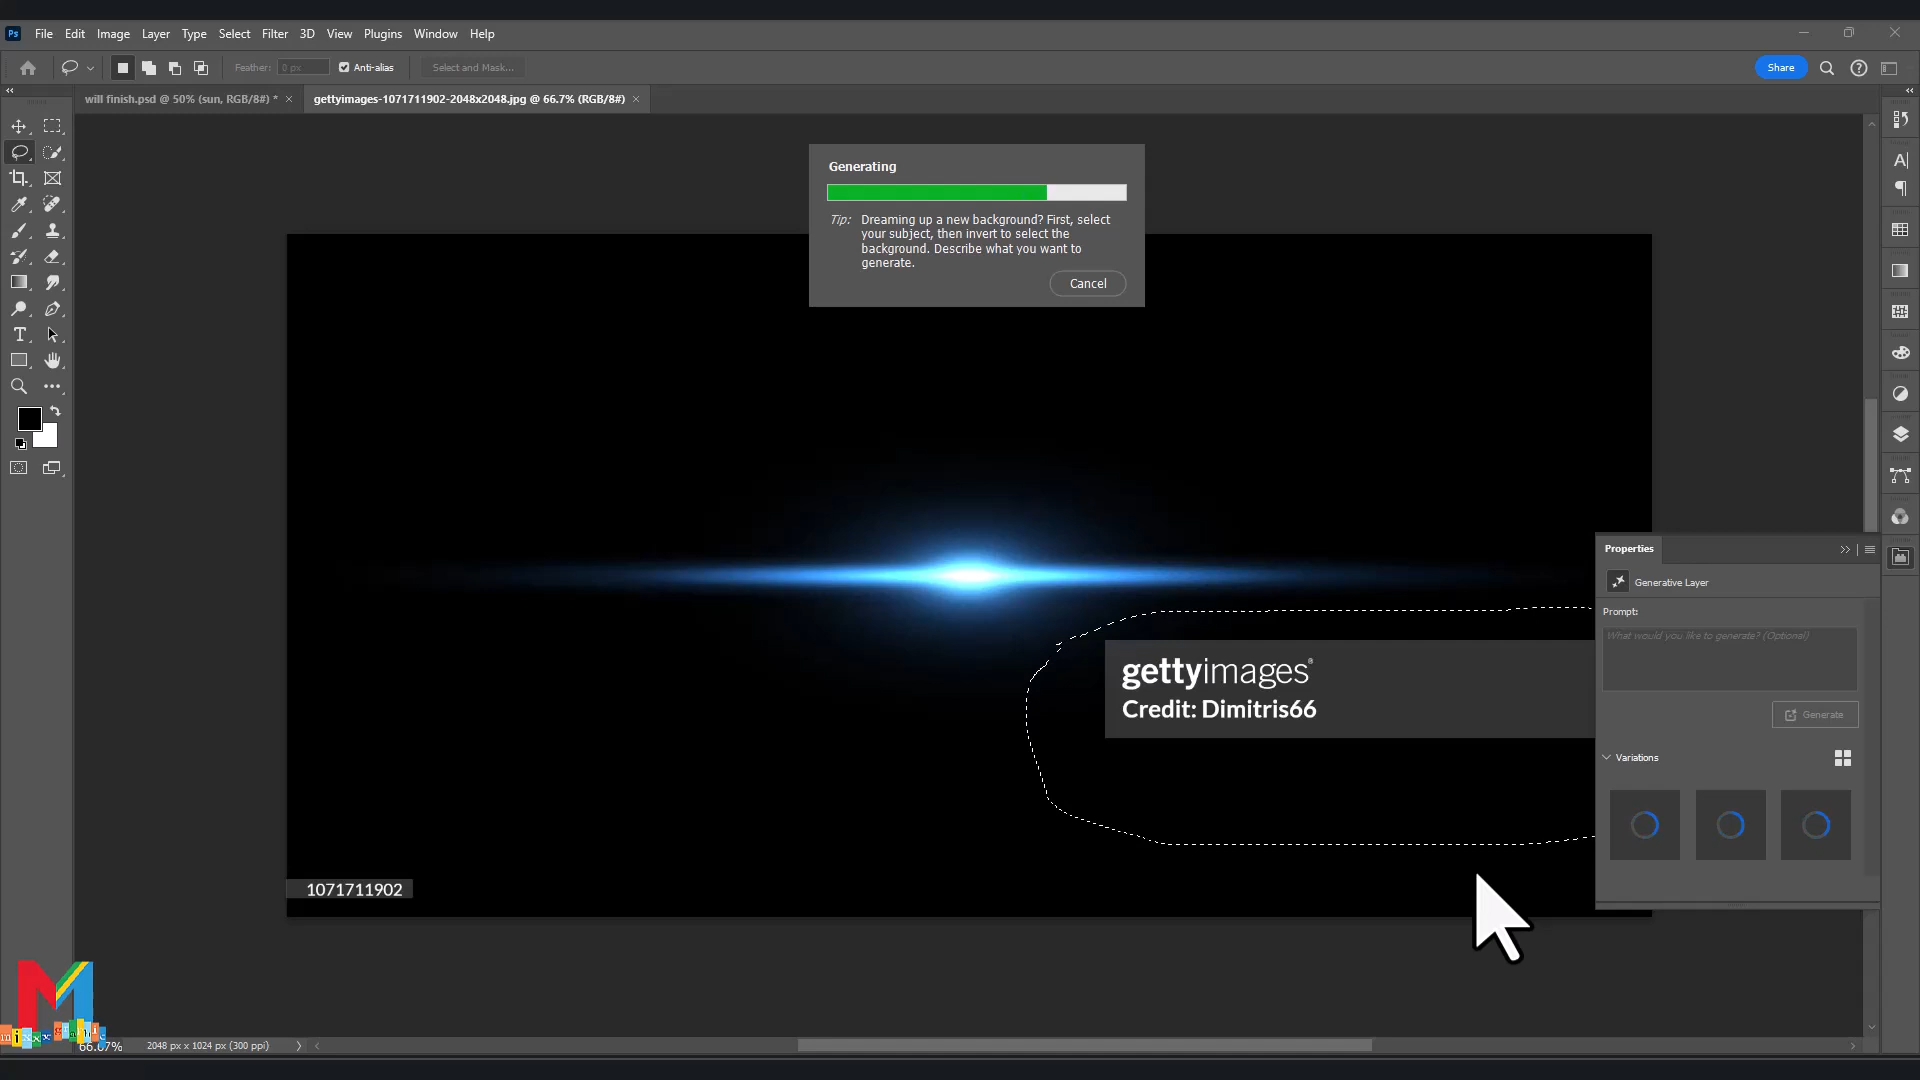 Ps File Edit Image Layer Type Select Filter 3D View Plugins Window Help
Feather: 0 px Anti-alias Select and Mask... Share
will finish.psd @ 50% (sun, RGB/8#) * × gettyimages-1071711902-2048x2048.jpg @ 66.7% (RGB/8#) ×
Generating
Tip: Dreaming up a new background? First, select
your subject, then invert to select the
background. Describe what you want to
generate.
Cancel
Properties
Generative Layer
Prompt:
What would you like to generate? (Optional)
gettyimages®
Credit: Dimitris66
Generate
Variations
1071711902
M
mixxx graphic
66.67% 2048 px x 1024 px (300 ppi)